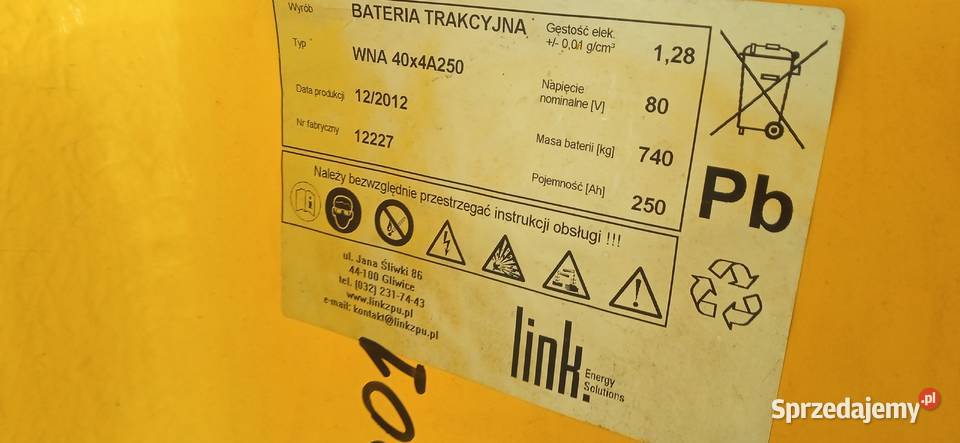 Wyrób BATERIA TRAKCYJNA
Typ WNA 40x4A250
Data produkcji 12/2012
Nr fabryczny 12227
Gęstość elek.
+/- 0,01 g/cm³ 1,28
Napięcie
nominalne [V] 80
Masa baterii [kg] 740
Pojemność [Ah] 250
Należy bezwzględnie przestrzegać instrukcji obsługi !!!
Pb
ul. Jana Śliwki 86
44-100 Gliwice
tel. (032) 231-74-43
www.linkzpu.pl
e-mail: kontakt@linkzpu.pl
link.
Energy
Solutions
01
Sprzedajemy.pl